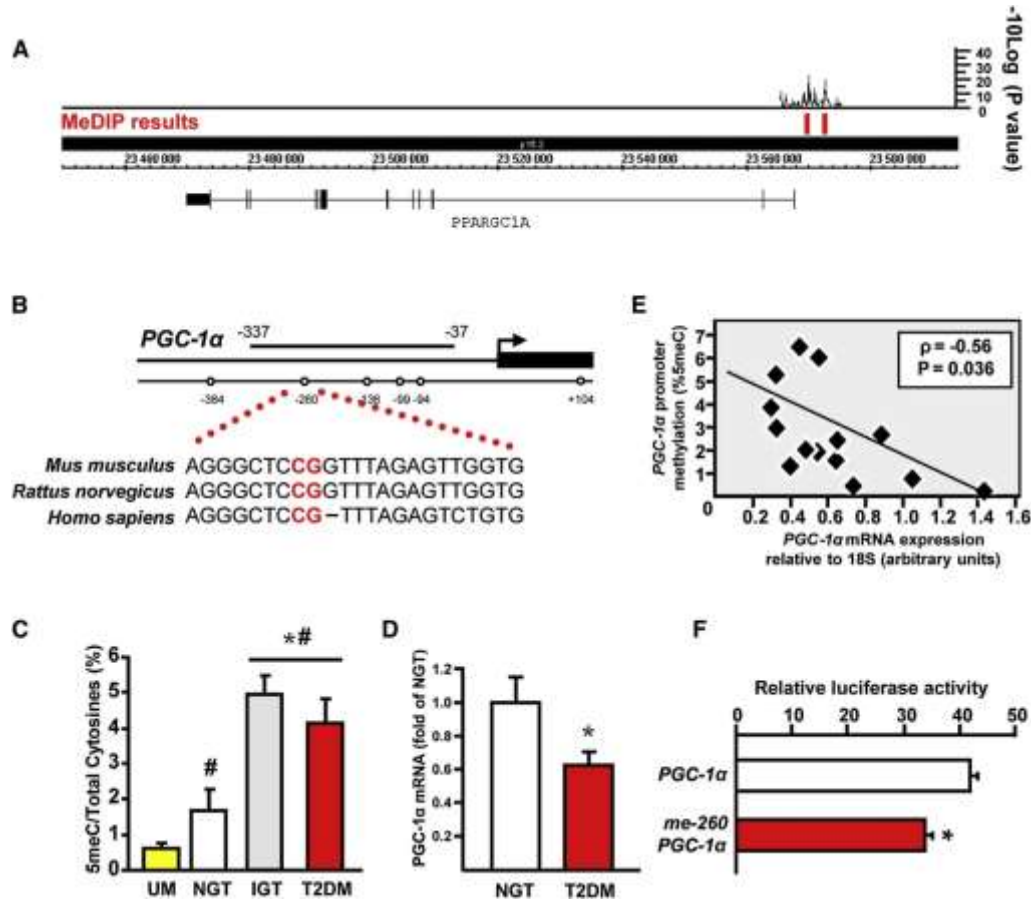 A
-10Log (P value)
40
30
20
10
0
MeDIP results
23 460 000 23 480 000 23 500 000 23 520 000 23 540 000 23 560 000 23 580 000
PPARGC1A
B
PGC-1α
-337 -37
-384 -260 -136 -99 -94 +104
Mus musculus AGGGCTCCGGTTTAGAGTTGGTG
Rattus norvegicus AGGGCTCCGGTTTAGAGTTGGTG
Homo sapiens AGGGCTCCG–TTTAGAGTCTGTG
E
PGC-1α promoter
methylation (%5meC)
7
6
5
4
3
2
1
0
ρ = -0.56
P = 0.036
0.2 0.4 0.6 0.8 1.0 1.2 1.4 1.6
PGC-1α mRNA expression
relative to 18S (arbitrary units)
C
5meC/Total Cytosines (%)
6
5
4
3
2
1
0
#
*#
UM NGT IGT T2DM
D
PGC-1α mRNA (fold of NGT)
1.2
1.0
0.8
0.6
0.4
0.2
*
NGT T2DM
F
Relative luciferase activity
0 10 20 30 40 50
PGC-1α
me-260
PGC-1α
*